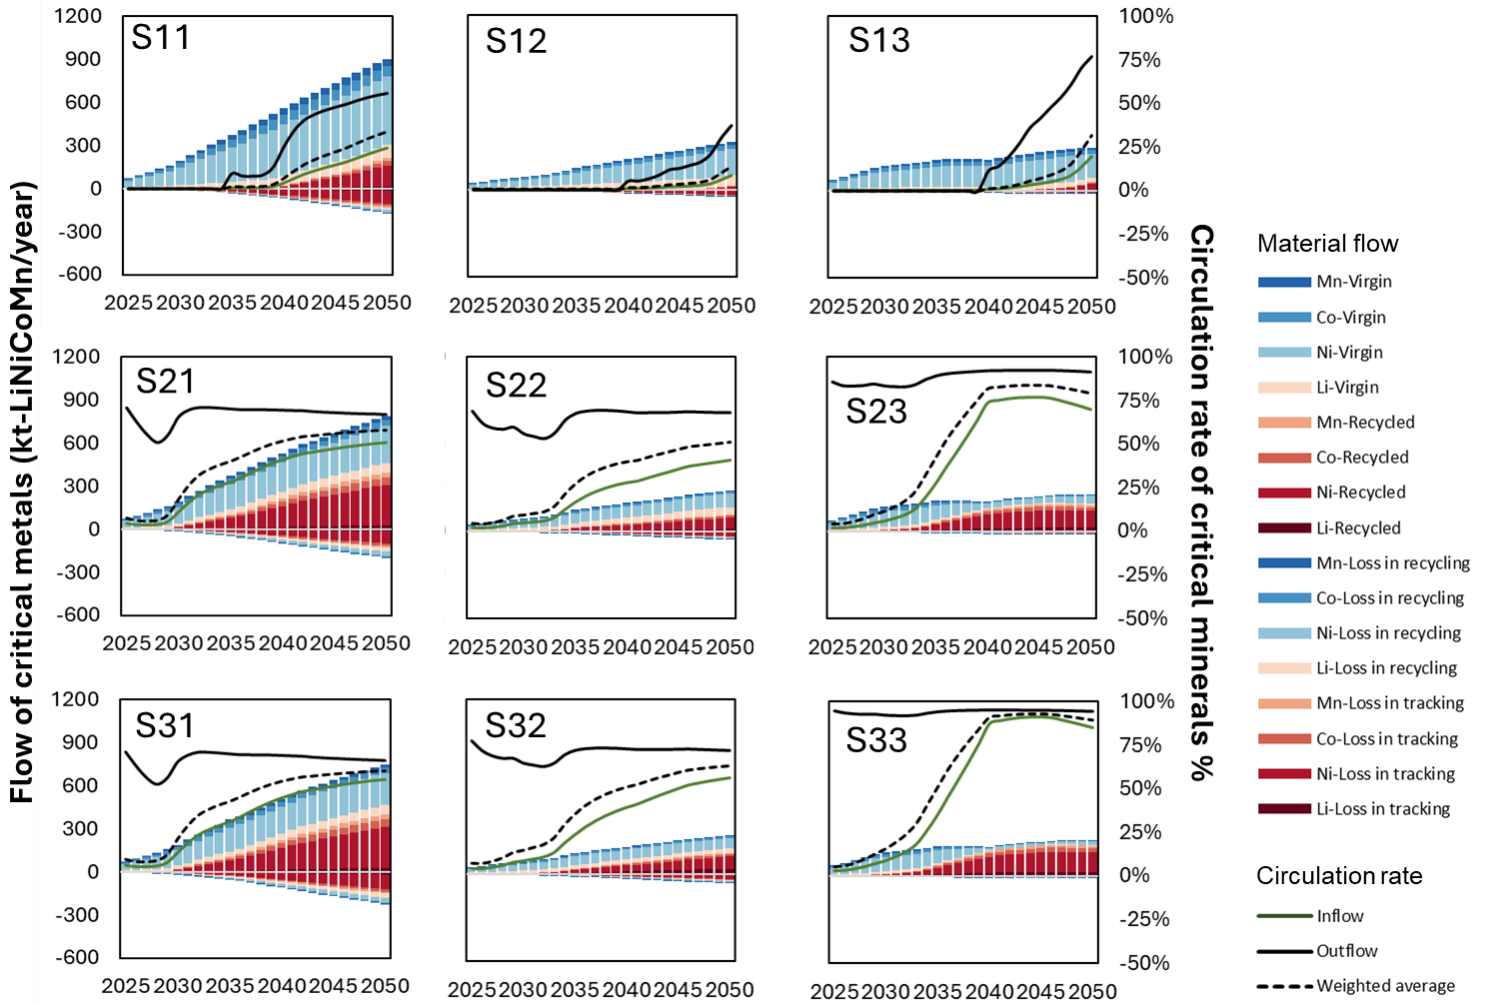 Flow of critical metals (kt-LiNiCoMn/year)
Circulation rate of critical minerals %
S11
S12
S13
1200
900
600
300
0
-300
-600
100%
75%
50%
25%
0%
-25%
-50%
2025 2030 2035 2040 2045 2050
2025 2030 2035 2040 2045 2050
2025 2030 2035 2040 2045 2050
S21
S22
S23
1200
900
600
300
0
-300
-600
100%
75%
50%
25%
0%
-25%
-50%
2025 2030 2035 2040 2045 2050
2025 2030 2035 2040 2045 2050
2025 2030 2035 2040 2045 2050
S31
S32
S33
1200
900
600
300
0
-300
-600
100%
75%
50%
25%
0%
-25%
-50%
2025 2030 2035 2040 2045 2050
2025 2030 2035 2040 2045 2050
2025 2030 2035 2040 2045 2050
Material flow
Mn-Virgin
Co-Virgin
Ni-Virgin
Li-Virgin
Mn-Recycled
Co-Recycled
Ni-Recycled
Li-Recycled
Mn-Loss in recycling
Co-Loss in recycling
Ni-Loss in recycling
Li-Loss in recycling
Mn-Loss in tracking
Co-Loss in tracking
Ni-Loss in tracking
Li-Loss in tracking
Circulation rate
Inflow
Outflow
Weighted average